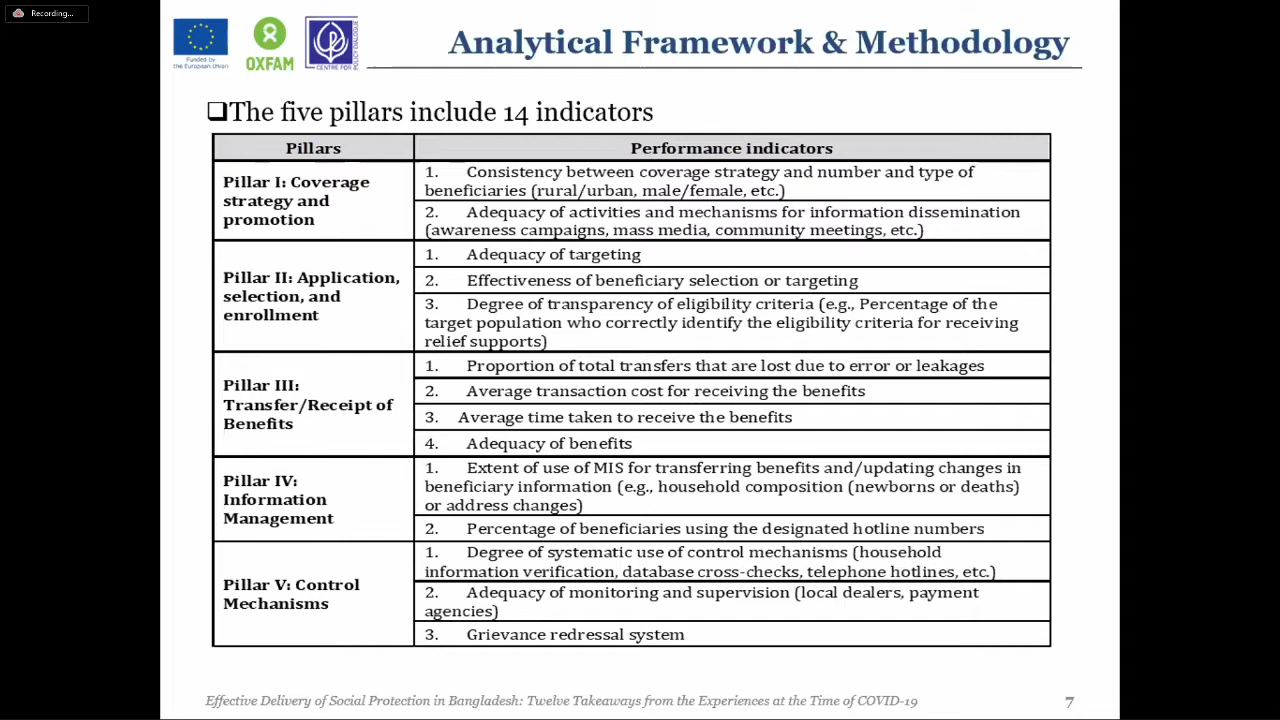 Recording...
Funded by
the European Union
OXFAM
CENTRE FOR
POLICY DIALOGUE
Analytical Framework & Methodology
❑The five pillars include 14 indicators
Pillars
Performance indicators
Pillar I: Coverage
strategy and
promotion
1. Consistency between coverage strategy and number and type of
beneficiaries (rural/urban, male/female, etc.)
2. Adequacy of activities and mechanisms for information dissemination
(awareness campaigns, mass media, community meetings, etc.)
Pillar II: Application,
selection, and
enrollment
1. Adequacy of targeting
2. Effectiveness of beneficiary selection or targeting
3. Degree of transparency of eligibility criteria (e.g., Percentage of the
target population who correctly identify the eligibility criteria for receiving
relief supports)
Pillar III:
Transfer/Receipt of
Benefits
1. Proportion of total transfers that are lost due to error or leakages
2. Average transaction cost for receiving the benefits
3. Average time taken to receive the benefits
4. Adequacy of benefits
Pillar IV:
Information
Management
1. Extent of use of MIS for transferring benefits and/updating changes in
beneficiary information (e.g., household composition (newborns or deaths)
or address changes)
2. Percentage of beneficiaries using the designated hotline numbers
Pillar V: Control
Mechanisms
1. Degree of systematic use of control mechanisms (household
information verification, database cross-checks, telephone hotlines, etc.)
2. Adequacy of monitoring and supervision (local dealers, payment
agencies)
3. Grievance redressal system
Effective Delivery of Social Protection in Bangladesh: Twelve Takeaways from the Experiences at the Time of COVID-19
7